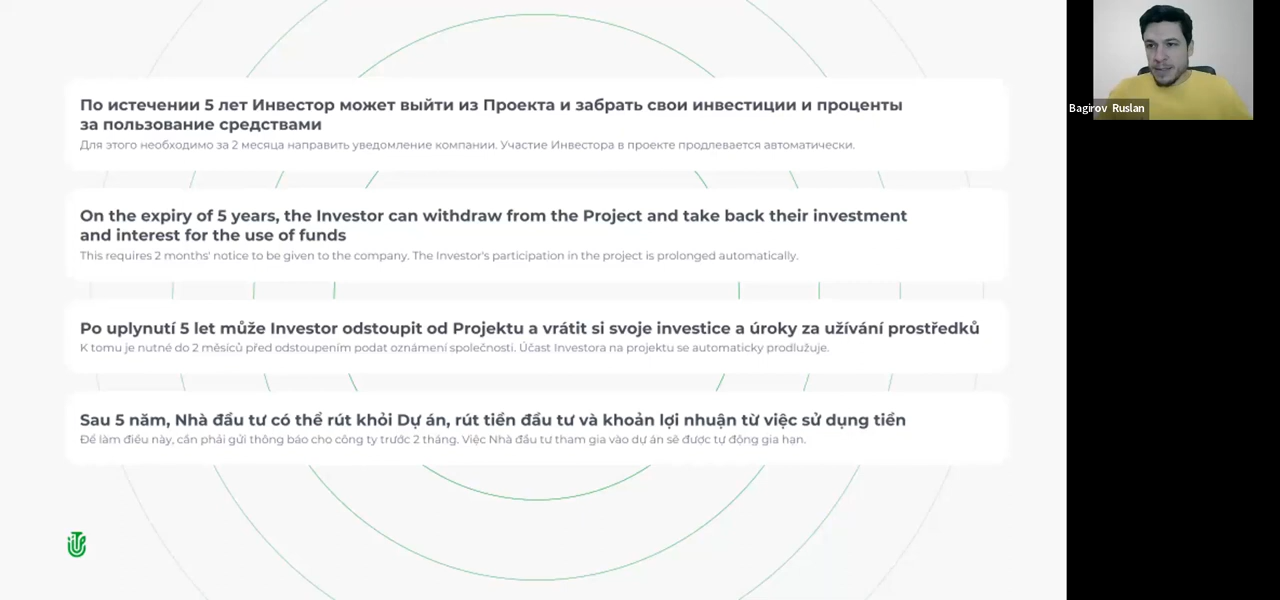 По истечении 5 лет Инвестор может выйти из Проекта и забрать свои инвестиции и проценты
за пользование средствами
Для этого необходимо за 2 месяца направить уведомление компании. Участие Инвестора в проекте продлевается автоматически.
On the expiry of 5 years, the Investor can withdraw from the Project and take back their investment
and interest for the use of funds
This requires 2 months' notice to be given to the company. The Investor's participation in the project is prolonged automatically.
Po uplynutí 5 let může Investor odstoupit od Projektu a vrátit si svoje investice a úroky za užívání prostředků
K tomu je nutné do 2 měsíců před odstoupením podat oznámení společnosti. Účast Investora na projektu se automaticky prodlužuje.
Sau 5 năm, Nhà đầu tư có thể rút khỏi Dự án, rút tiền đầu tư và khoản lợi nhuận từ việc sử dụng tiền
Để làm điều này, cần phải gửi thông báo cho công ty trước 2 tháng. Việc Nhà đầu tư tham gia vào dự án sẽ được tự động gia hạn.
Bagirov Ruslan